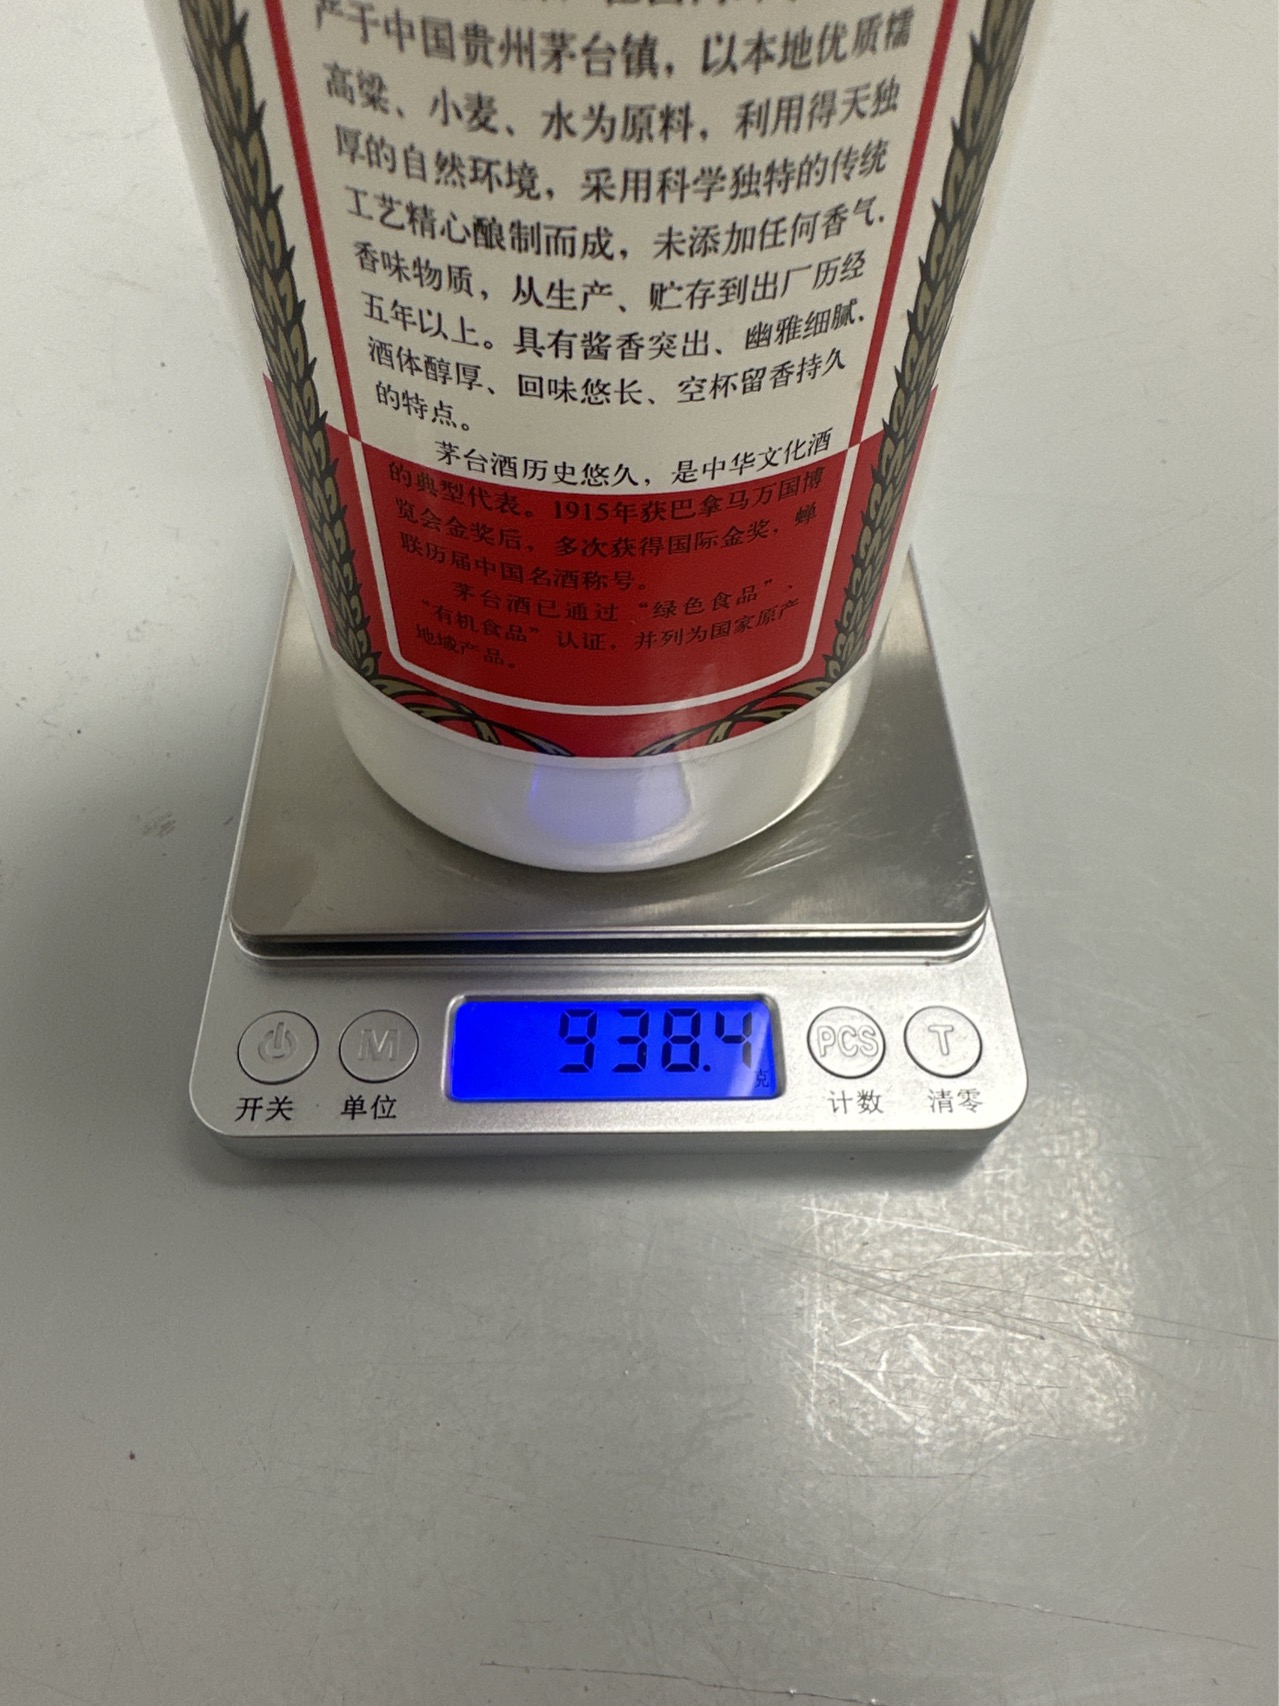 产于中国贵州茅台镇，以本地优质糯
高粱、小麦、水为原料，利用得天独
厚的自然环境，采用科学独特的传统
工艺精心酿制而成，未添加任何香气、
香味物质，从生产、贮存到出厂历经
五年以上。具有酱香突出、幽雅细腻、
酒体醇厚、回味悠长、空杯留香持久
的特点。
茅台酒历史悠久，是中华文化酒
的典型代表。1915年获巴拿马万国博
览会金奖后，多次获得国际金奖，蝉
联历届中国名酒称号。
茅台酒已通过“绿色食品”、
“有机食品”认证，并列为国家原产
地域产品。
938.4
克
M
PCS
T
开关
单位
计数
清零